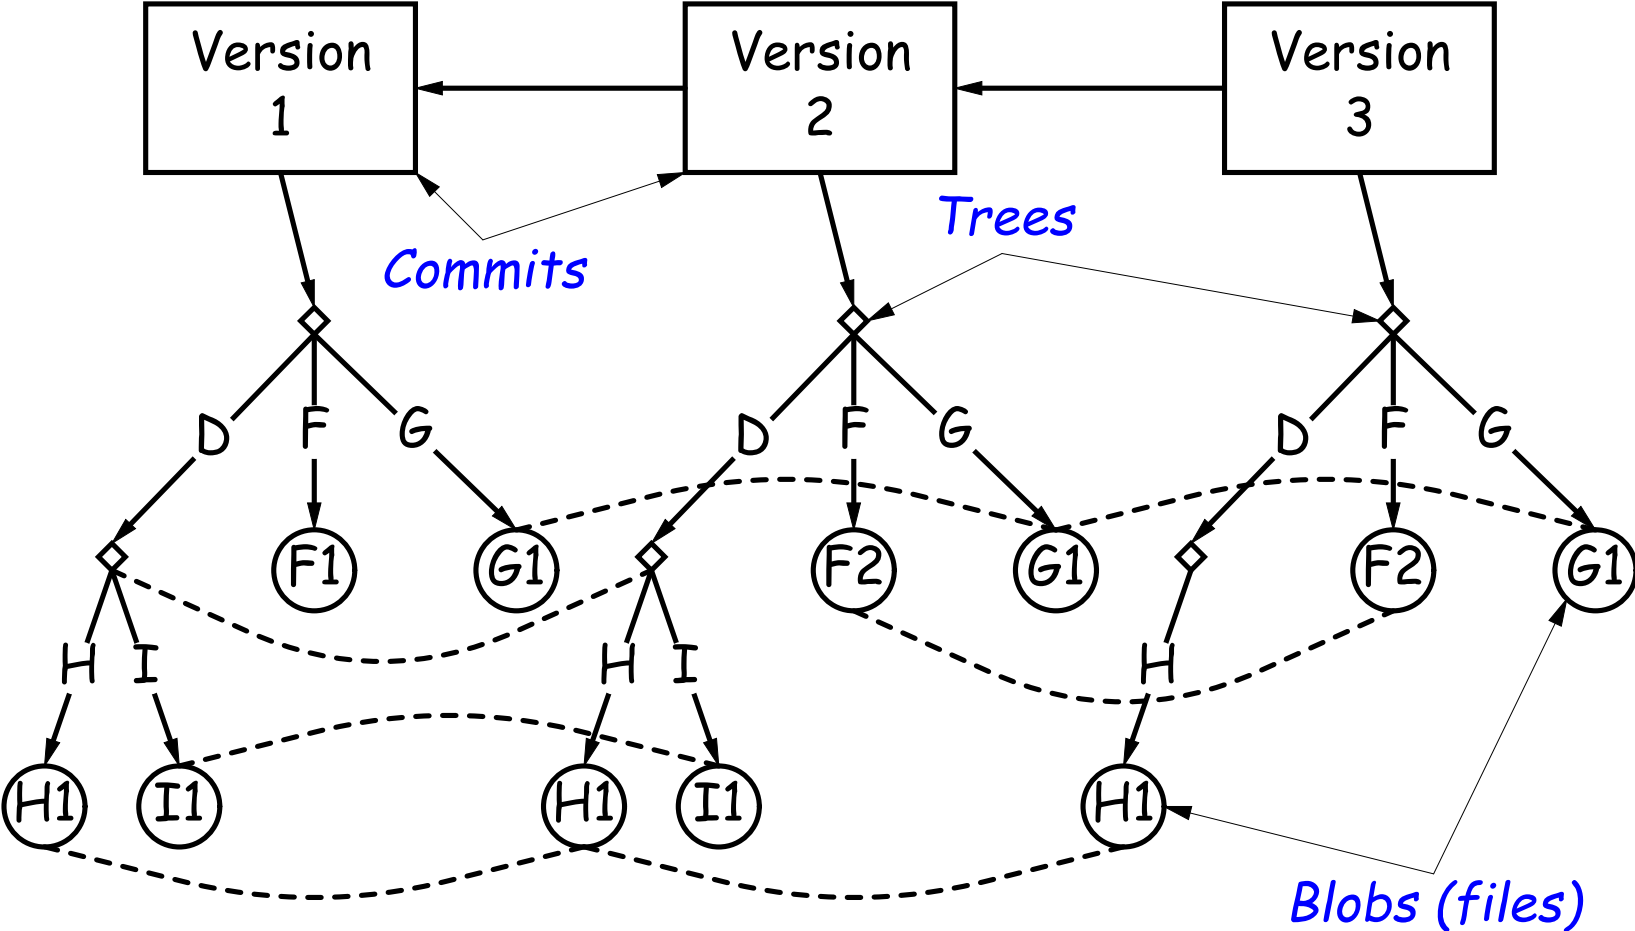 Version
1
Version
2
Version
3
Commits
Trees
D F G
D F G
D F G
F1 G1
F2 G1
F2 G1
H I
H I
H
H1 I1
H1 I1
H1
Blobs (files)